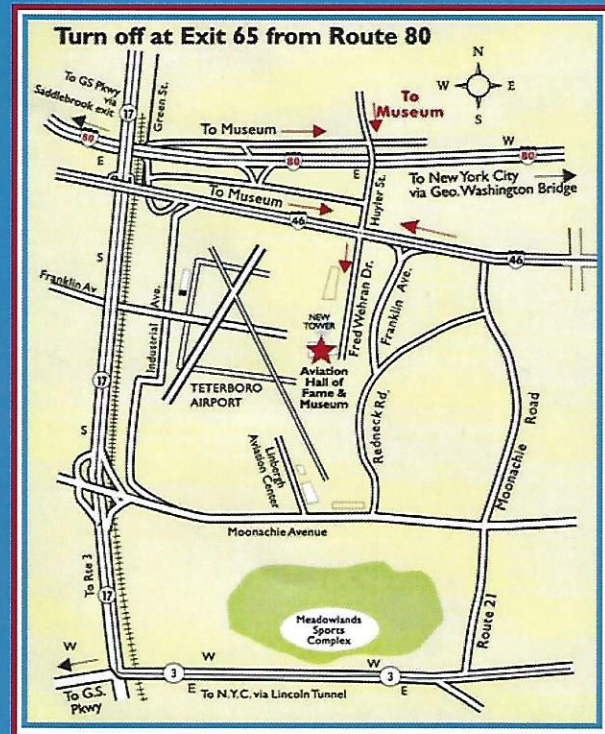 Turn off at Exit 65 from Route 80
N
W E
S
To GS Pkwy
via
Saddlebrook exit
17
Green St.
To
Museum
To Museum
W
80
80
80
E
E
To New York City
via Geo. Washington Bridge
To Museum
Huyler St.
46
46
S
Franklin Av
Industrial Ave.
Fred Wehran Dr.
Franklin Ave.
NEW
TOWER
Aviation
Hall of
Fame &
Museum
TETERBORO
AIRPORT
17
Redneck Rd.
Moonachie Road
S
Linbergh
Aviation Center
Moonachie Avenue
To Rte 3
17
Meadowlands
Sports
Complex
Route 21
W
W
W
3
3
E
E
To G.S.
Pkwy
To N.Y.C. via Lincoln Tunnel